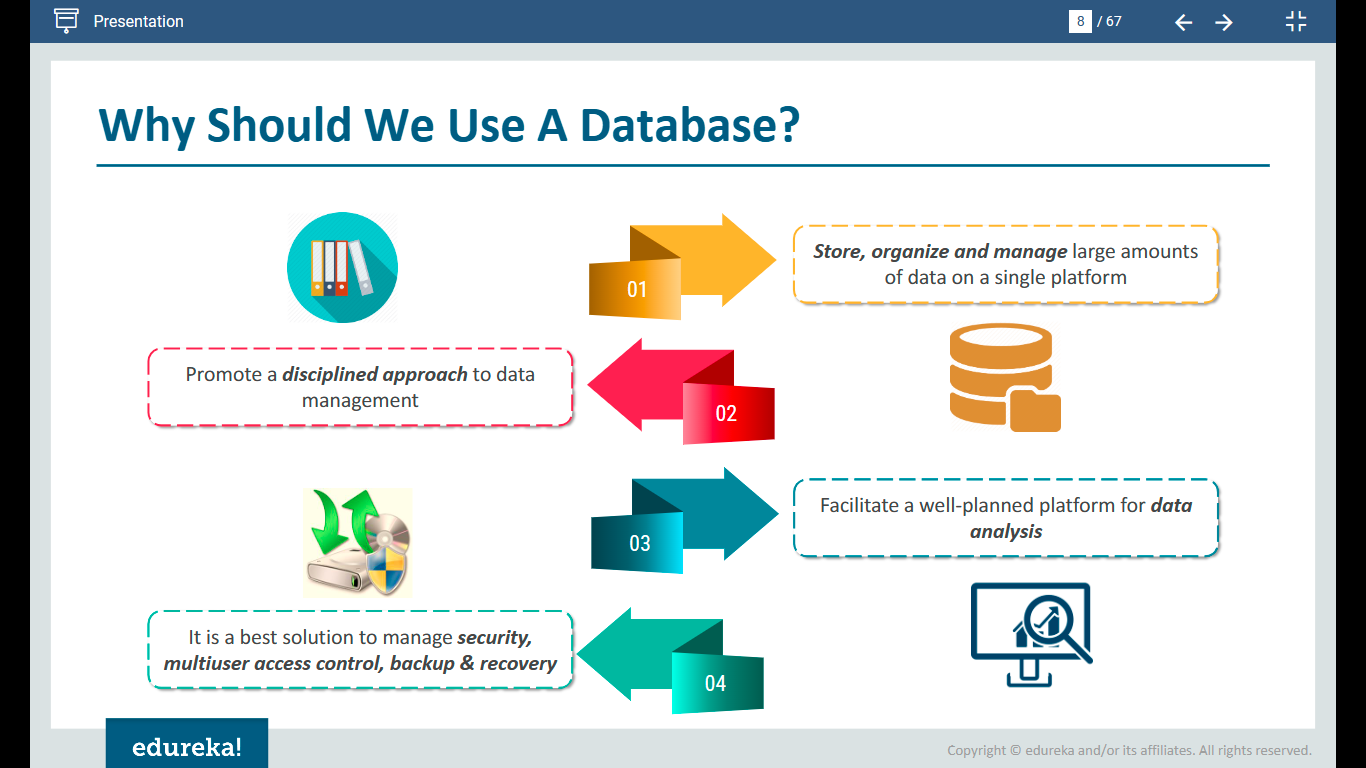 Presentation
8 / 67
Why Should We Use A Database?
01
Store, organize and manage large amounts
of data on a single platform
Promote a disciplined approach to data
management
02
03
Facilitate a well-planned platform for data
analysis
It is a best solution to manage security,
multiuser access control, backup & recovery
04
edureka!
Copyright © edureka and/or its affiliates. All rights reserved.